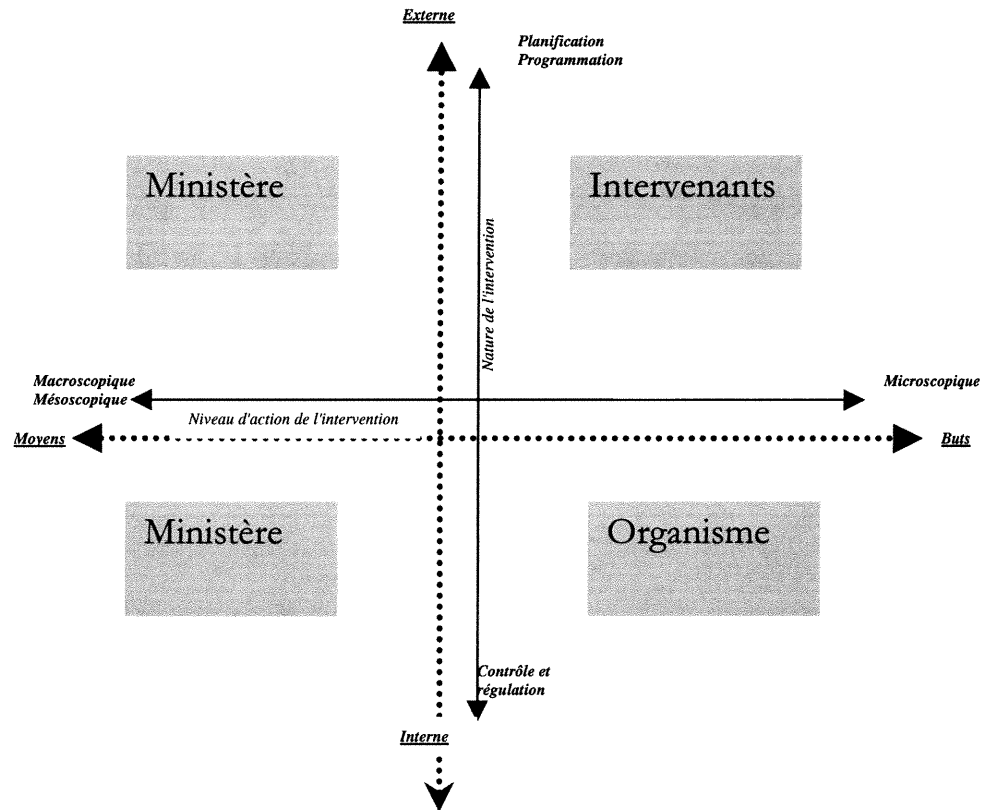 Externe
Planification
Programmation
Ministère
Intervenants
Nature de l'intervention
Macroscopique
Mésoscopique
Microscopique
Niveau d'action de l'intervention
Moyens
Buts
Ministère
Organisme
Contrôle et
régulation
Interne